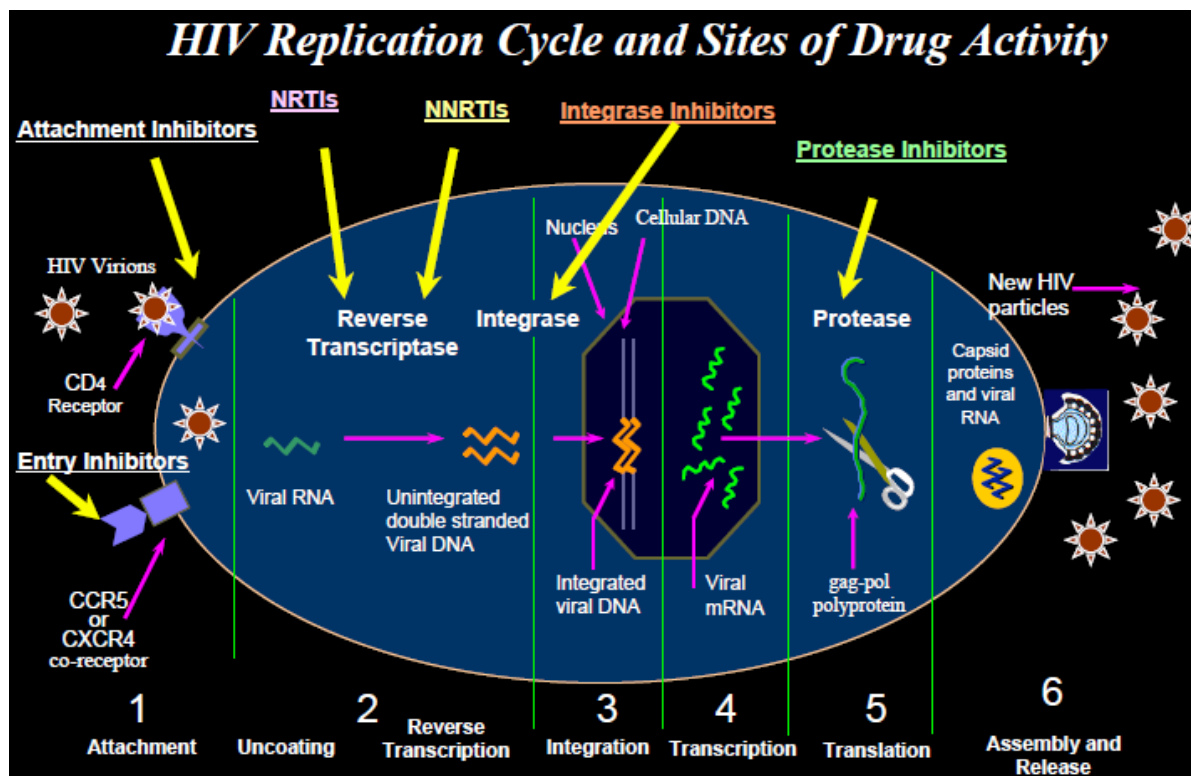 HIV Replication Cycle and Sites of Drug Activity
NRTIs
NNRTIs
Integrase Inhibitors
Attachment Inhibitors
Protease Inhibitors
Nucleus
Cellular DNA
HIV Virions
New HIV
particles
Reverse
Transcriptase
Integrase
Protease
CD4
Receptor
Capsid
proteins
and viral
RNA
Entry Inhibitors
Viral RNA
Unintegrated
double stranded
Viral DNA
Integrated
viral DNA
Viral
mRNA
gag-pol
polyprotein
CCR5
or
CXCR4
co-receptor
1
Attachment
2
Uncoating
Reverse
Transcription
3
Integration
4
Transcription
5
Translation
6
Assembly and
Release